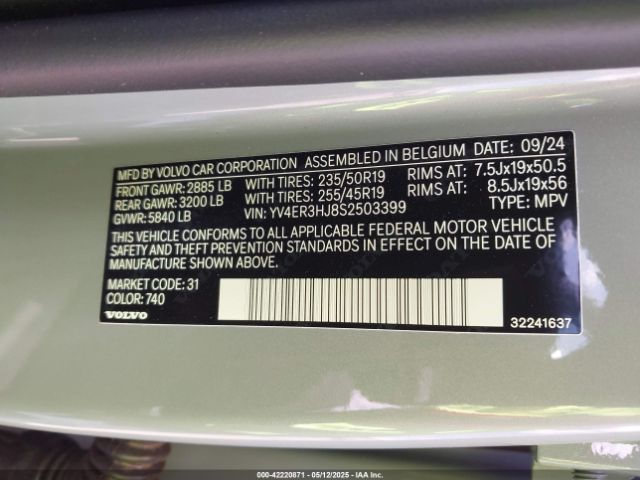 MFD BY VOLVO CAR CORPORATION ASSEMBLED IN BELGIUM DATE: 09/24
FRONT GAWR: 2885 LB WITH TIRES: 235/50R19 RIMS AT: 7.5Jx19x50.5
REAR GAWR: 3200 LB WITH TIRES: 255/45R19 RIMS AT: 8.5Jx19x56
GVWR: 5840 LB VIN: YV4ER3HJ8S2503399 TYPE: MPV
THIS VEHICLE CONFORMS TO ALL APPLICABLE FEDERAL MOTOR VEHICLE
SAFETY AND THEFT PREVENTION STANDARDS IN EFFECT ON THE DATE OF
MANUFACTURE SHOWN ABOVE.
MARKET CODE: 31
COLOR: 740
VOLVO 32241637
000-42220871 - 05/12/2025 - IAA Inc.